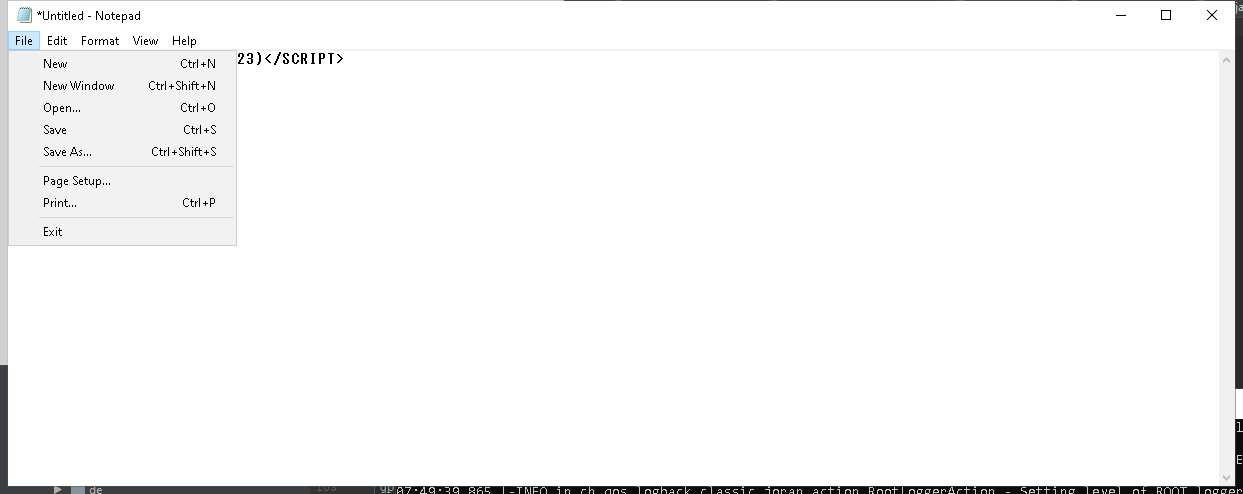 *Untitled - Notepad
File Edit Format View Help
23)</SCRIPT>
New Ctrl+N
New Window Ctrl+Shift+N
Open... Ctrl+O
Save Ctrl+S
Save As... Ctrl+Shift+S
Page Setup...
Print... Ctrl+P
Exit
de
07:49:39,865 |-INFO in ch.qos.logback.classic.joran.action.RootLoggerAction - Setting level of ROOT logger